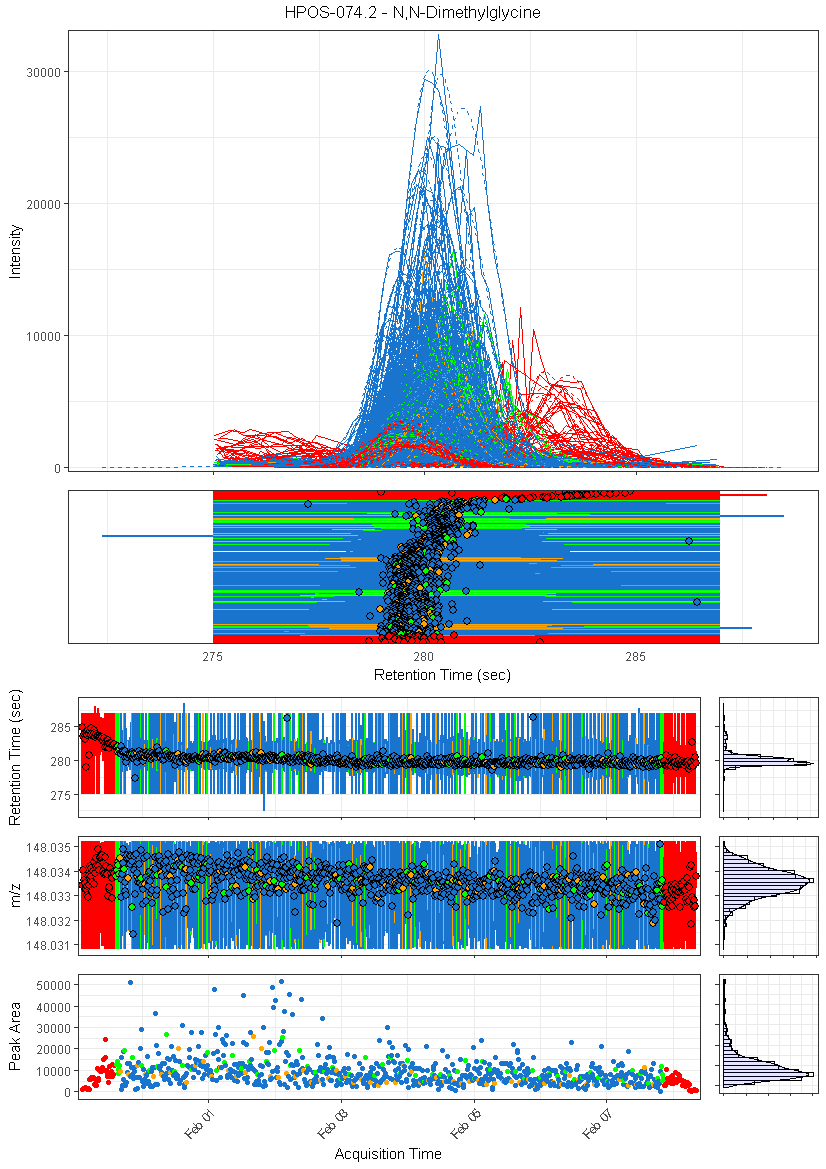 HPOS-074.2 - N,N-Dimethylglycine
Intensity
30000
20000
10000
0
275
280
285
Retention Time (sec)
Retention Time (sec)
285
280
275
m/z
148.035
148.034
148.033
148.032
148.031
Peak Area
50000
40000
30000
20000
10000
0
Feb 01
Feb 03
Feb 05
Feb 07
Acquisition Time